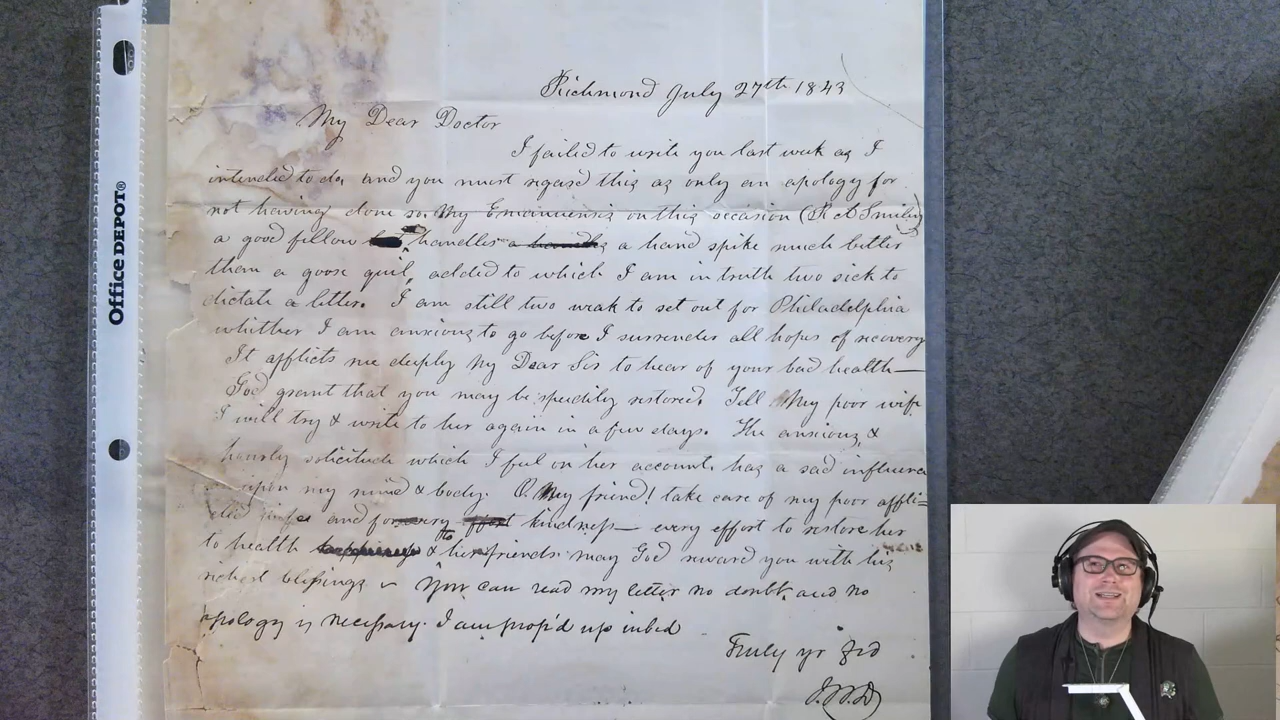 Office DEPOT®
Richmond July 27th 1843
My Dear Doctor
I failed to write you last week as I
intended to do, and you must regard this as only an apology for
not having done so. My Emanuensis on this occasion (R A Smiley)
a good fellow handles a hand spike much better
than a goose quil, added to which I am in truth two sick to
dictate a letter. I am still two weak to set out for Philadelphia
whither I am anxious to go before I surrender all hopes of recovery
It afflicts me deeply My Dear Sir to hear of your bad health—
God grant that you may be speedily restored. Tell My poor wife
I will try & write to her again in a few days. The anxious, &
hourly solicitude which I feel on her account, has a sad influence
upon my mind & body. O. My friend! take care of my poor affli=
cted wife and for every effort kindness— every effort to restore her
to health happiness & to her friends may God reward you with his
richest blessings You can read my letter no doubt, and no
apology is necessary. I am prop'd up in bed
Truly yr frd
J.W.D